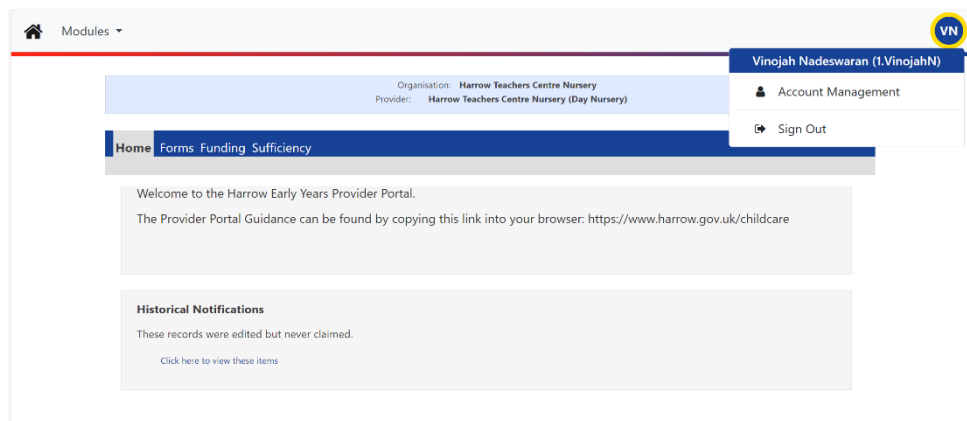 Modules
VN
Vinojah Nadeswaran (1.VinojahN)
Account Management
Sign Out
Organisation: Harrow Teachers Centre Nursery
Provider: Harrow Teachers Centre Nursery (Day Nursery)
Home Forms Funding Sufficiency
Welcome to the Harrow Early Years Provider Portal.
The Provider Portal Guidance can be found by copying this link into your browser: https://www.harrow.gov.uk/childcare
Historical Notifications
These records were edited but never claimed.
Click here to view these items